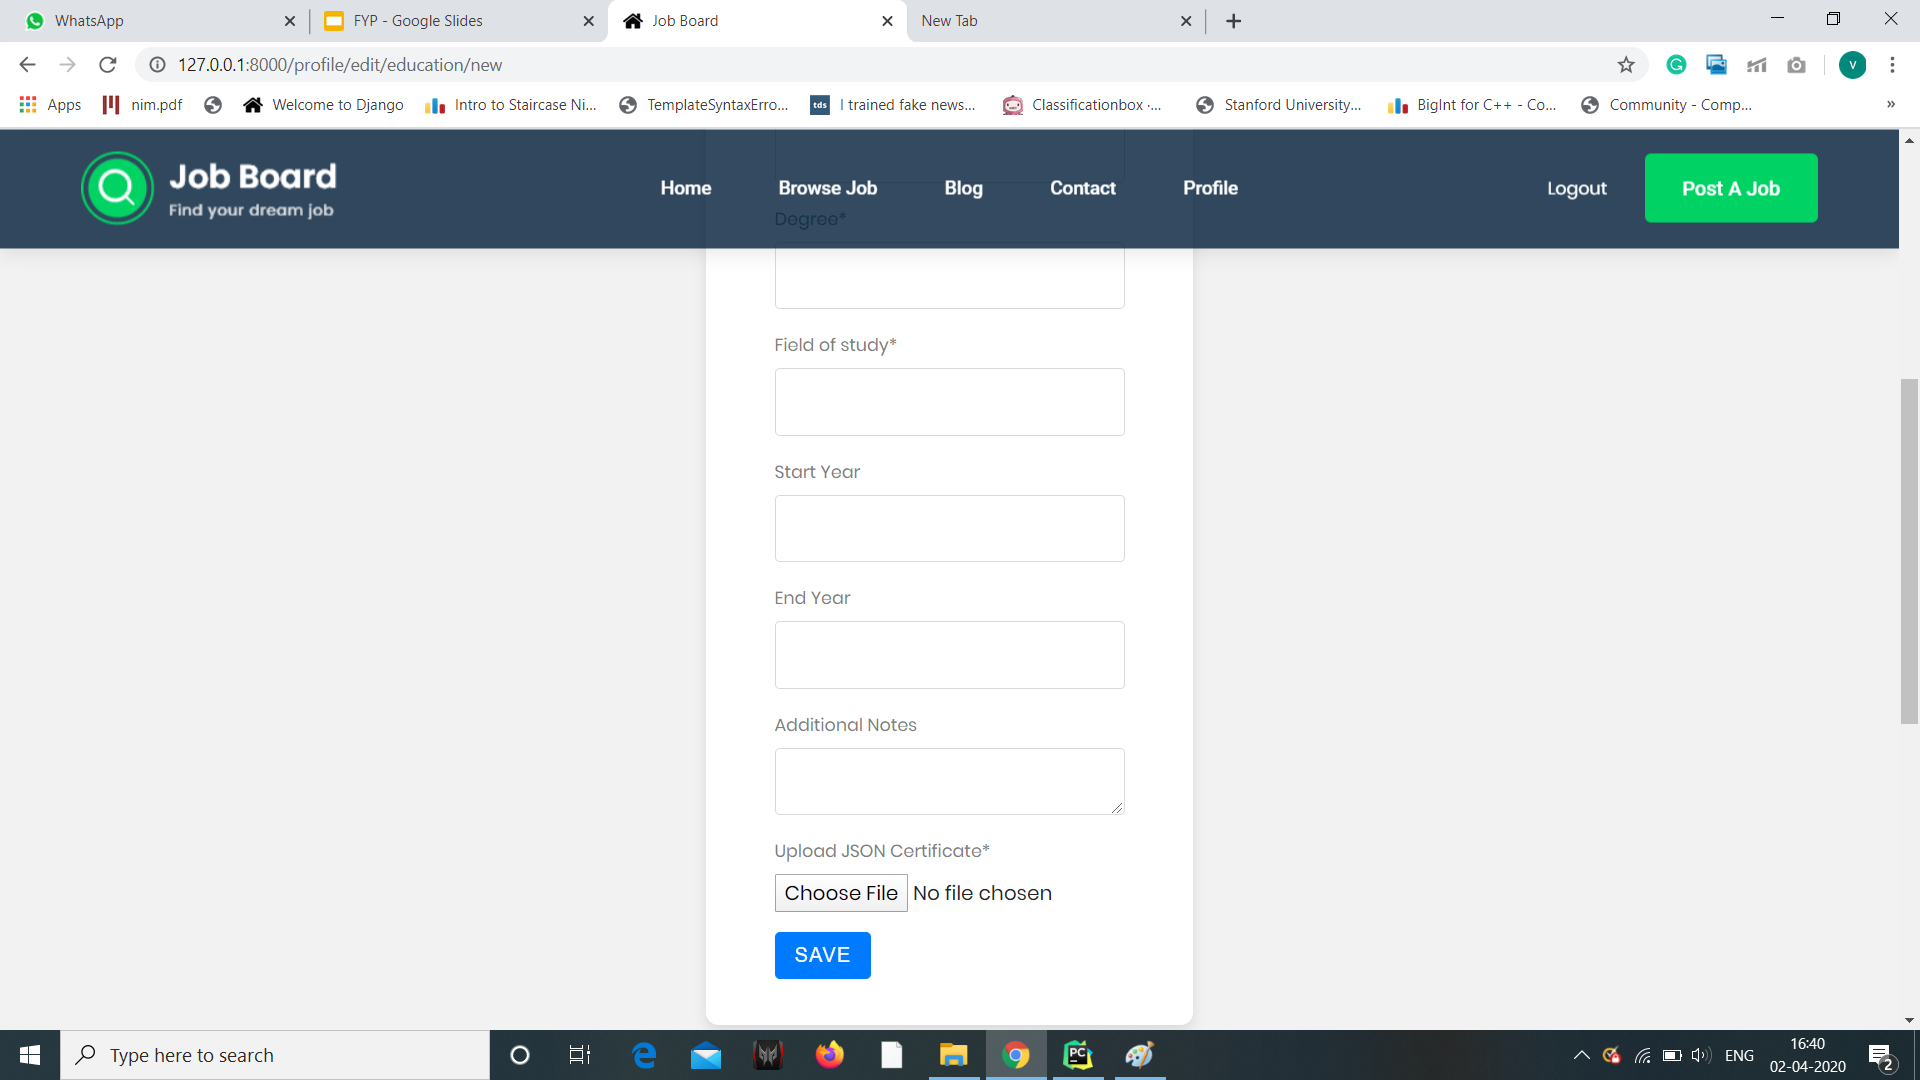 WhatsApp
FYP - Google Slides
Job Board
New Tab
127.0.0.1:8000/profile/edit/education/new
V
Apps
nim.pdf
Welcome to Django
Intro to Staircase Ni...
TemplateSyntaxErro...
tds
I trained fake news...
Classificationbox ·...
Stanford University...
BigInt for C++ - Co...
Community - Comp...
»
Job Board
Find your dream job
Home
Browse Job
Blog
Contact
Profile
Logout
Post A Job
Degree*
Field of study*
Start Year
End Year
Additional Notes
Upload JSON Certificate*
Choose File No file chosen
SAVE
Type here to search
PC
ENG
16:40
02-04-2020
2